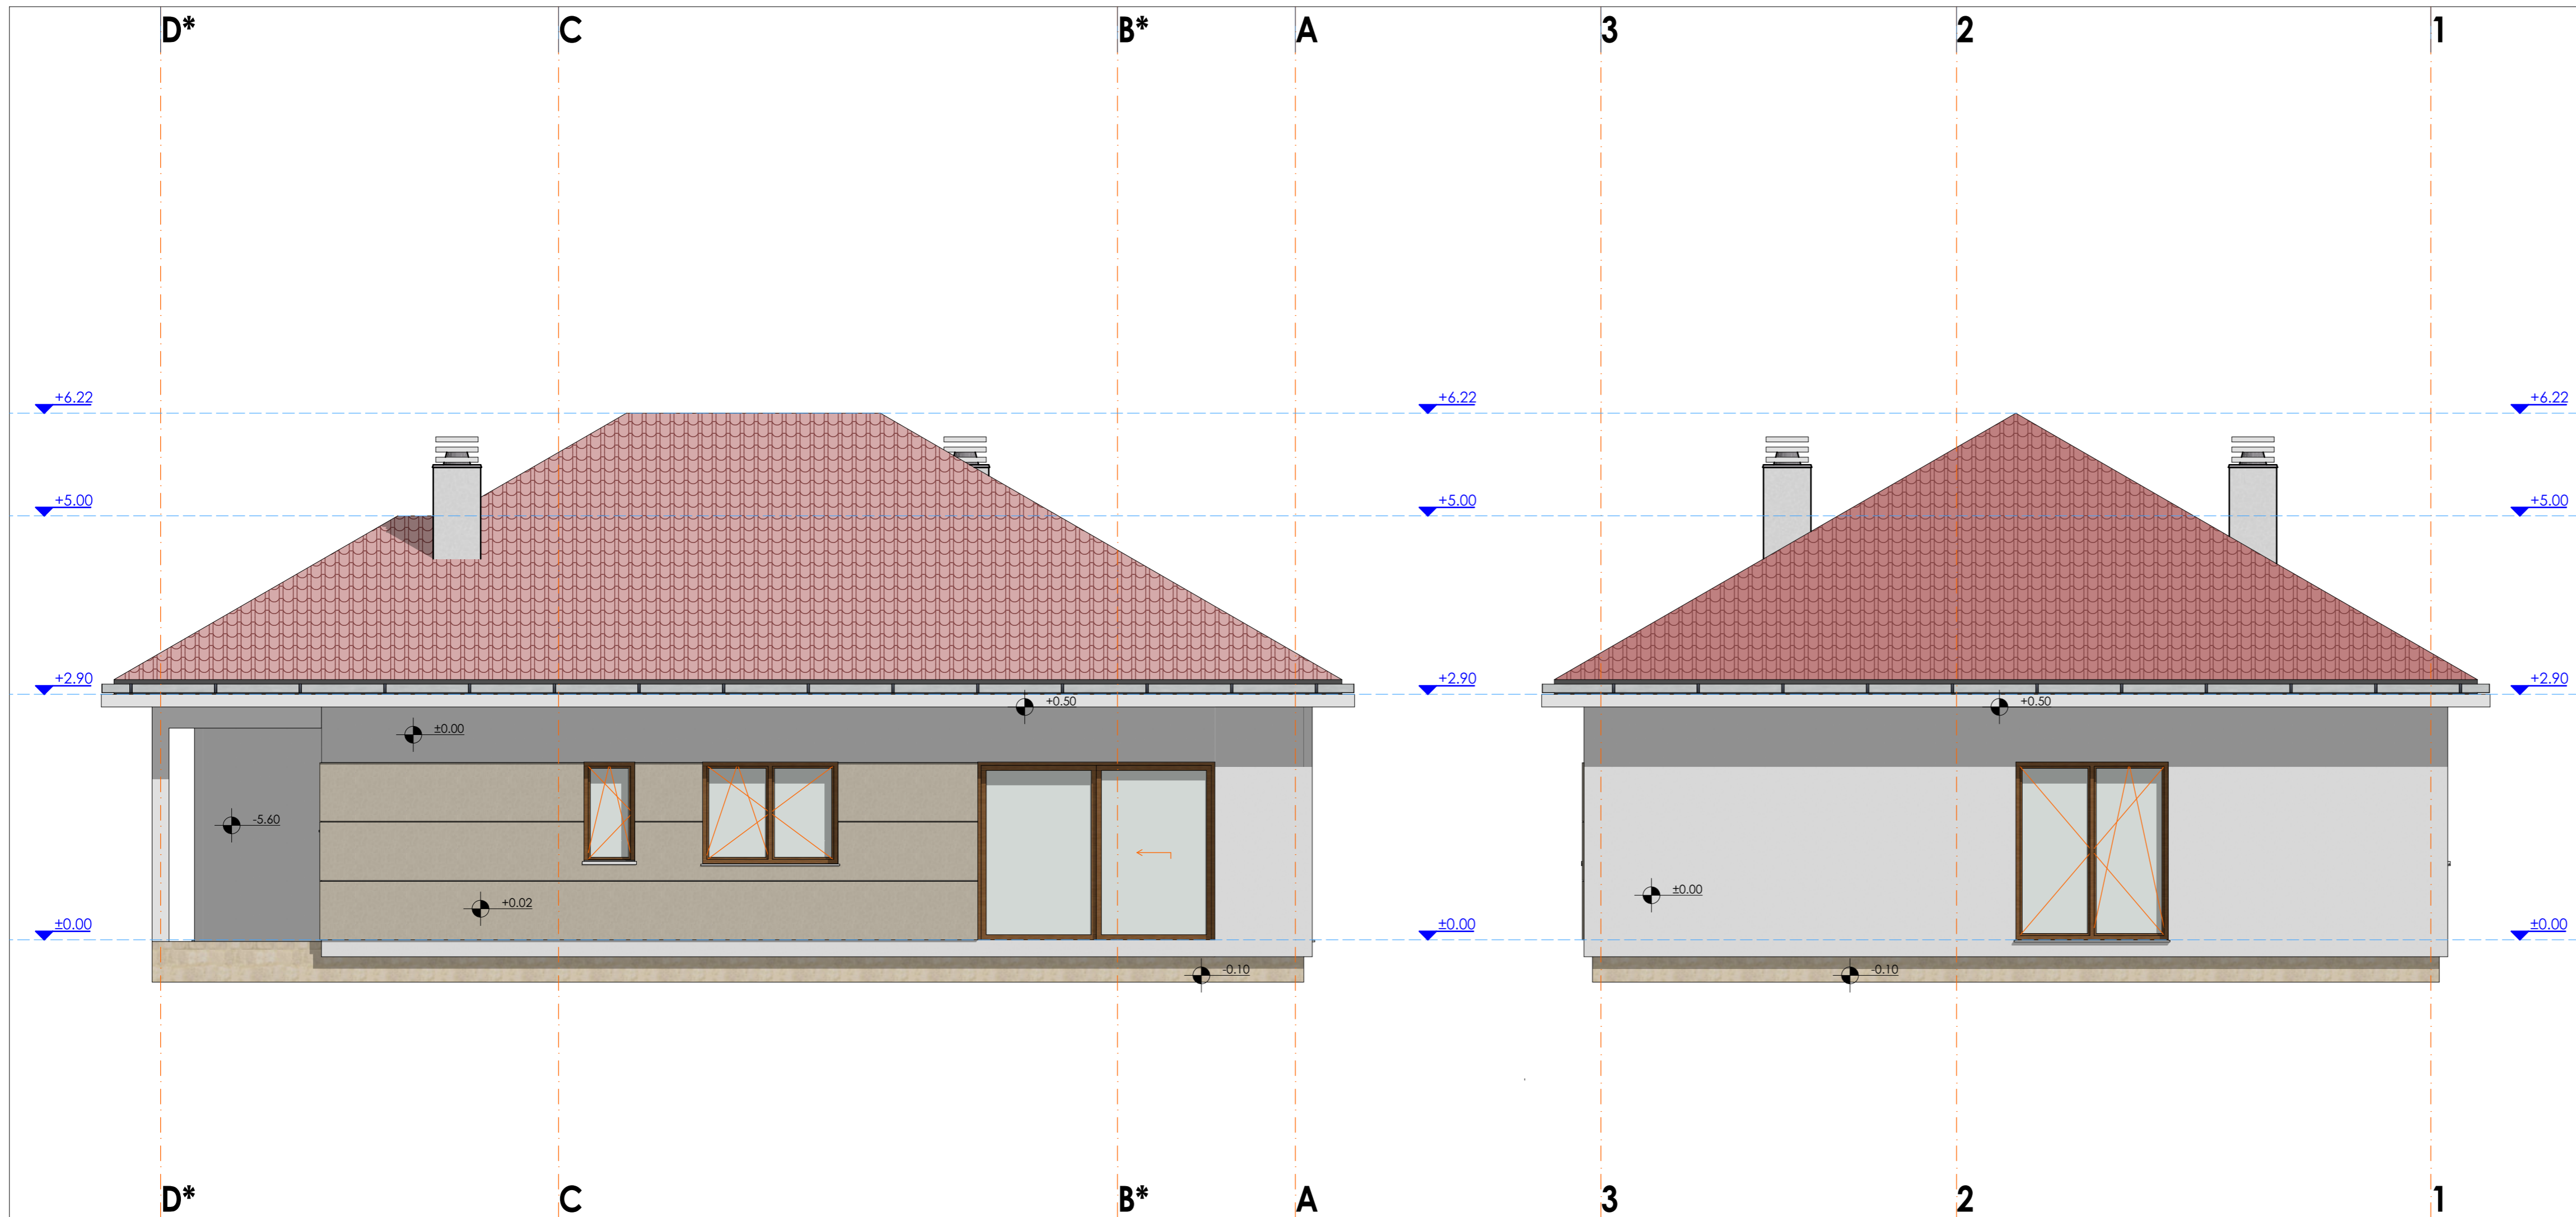 D* C B* A 3 2 1
+6.22 +6.22 +6.22
+5.00 +5.00 +5.00
+2.90 +2.90 +2.90
+0.50 +0.50
±0.00
-5.60
±0.00
+0.02
±0.00 ±0.00 ±0.00
-0.10 -0.10
D* C B* A 3 2 1